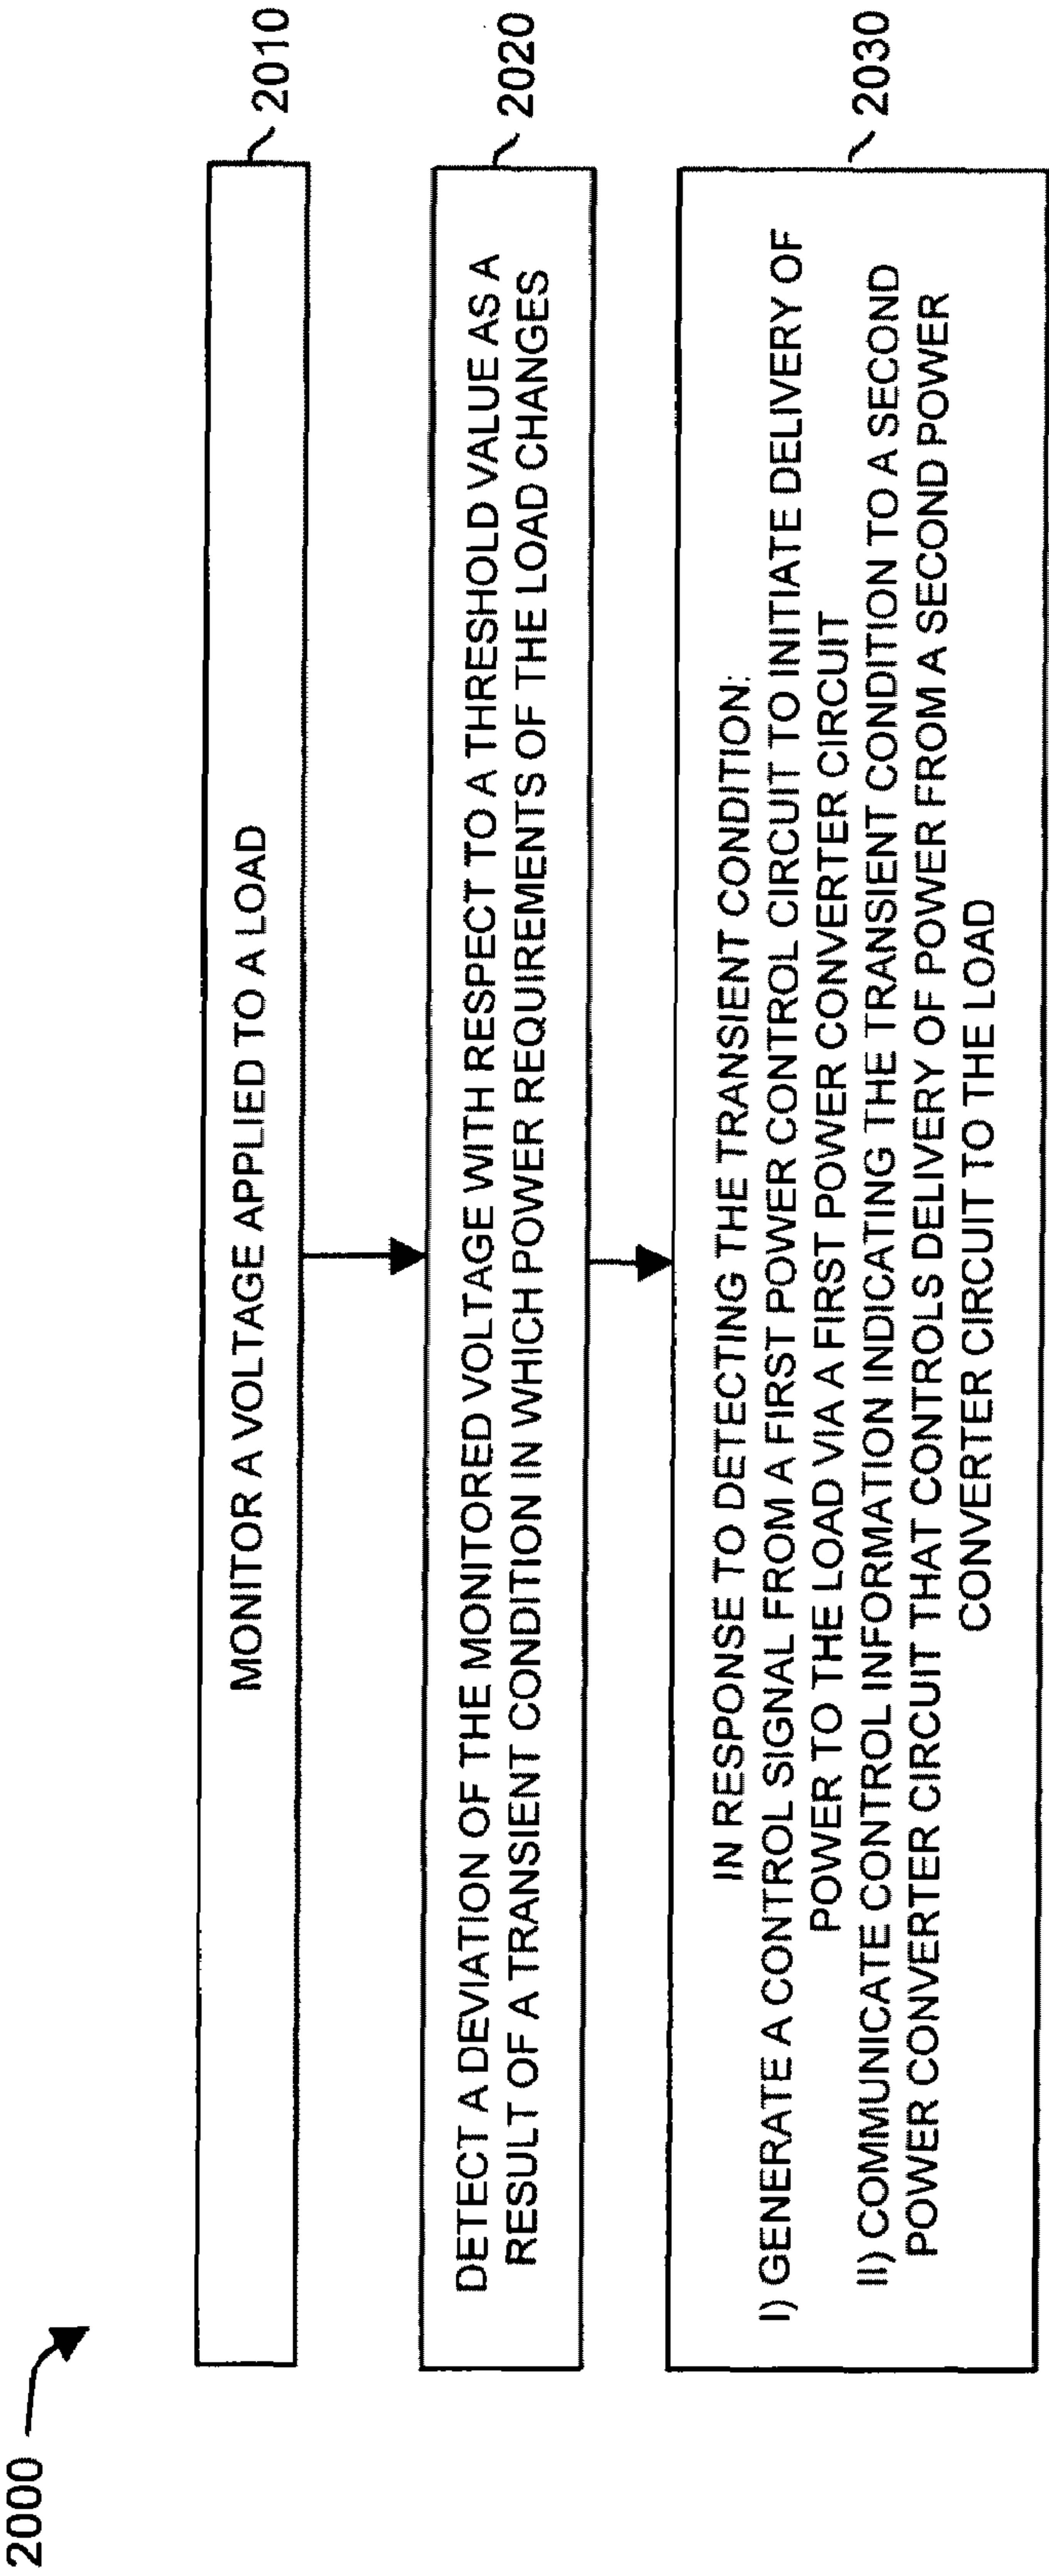 2000
MONITOR A VOLTAGE APPLIED TO A LOAD
2010
DETECT A DEVIATION OF THE MONITORED VOLTAGE WITH RESPECT TO A THRESHOLD VALUE AS A
RESULT OF A TRANSIENT CONDITION IN WHICH POWER REQUIREMENTS OF THE LOAD CHANGES
2020
IN RESPONSE TO DETECTING THE TRANSIENT CONDITION:
I) GENERATE A CONTROL SIGNAL FROM A FIRST POWER CONTROL CIRCUIT TO INITIATE DELIVERY OF
POWER TO THE LOAD VIA A FIRST POWER CONVERTER CIRCUIT
II) COMMUNICATE CONTROL INFORMATION INDICATING THE TRANSIENT CONDITION TO A SECOND
POWER CONVERTER CIRCUIT THAT CONTROLS DELIVERY OF POWER FROM A SECOND POWER
CONVERTER CIRCUIT TO THE LOAD
2030